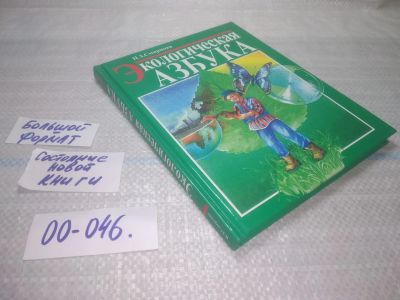 Экологическая
АЗБУКА
ЭКОЛОГИЧЕСКАЯ АЗБУКА
БОЛЬШОЙ
ФОРМАТ
Состояние
новой
КНИГИ
00-046.